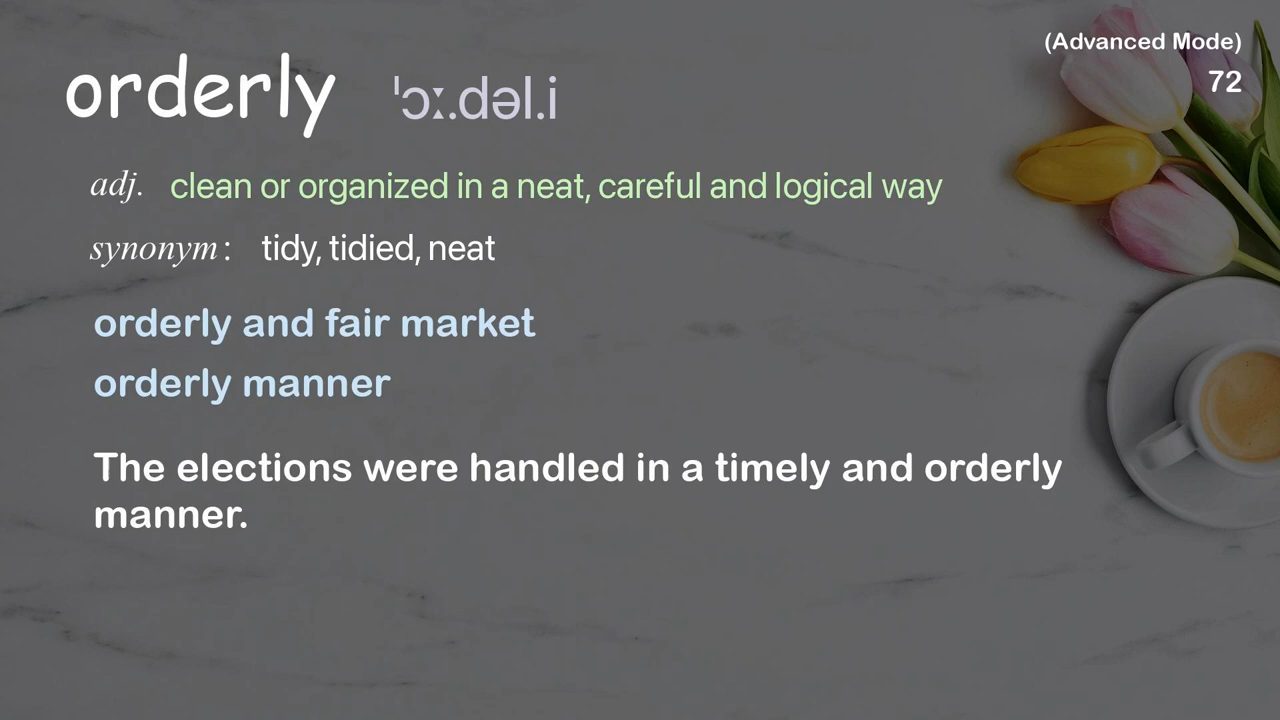 (Advanced Mode)
72
orderly ˈɔː.dəl.i
adj. clean or organized in a neat, careful and logical way
synonym: tidy, tidied, neat
orderly and fair market
orderly manner
The elections were handled in a timely and orderly
manner.